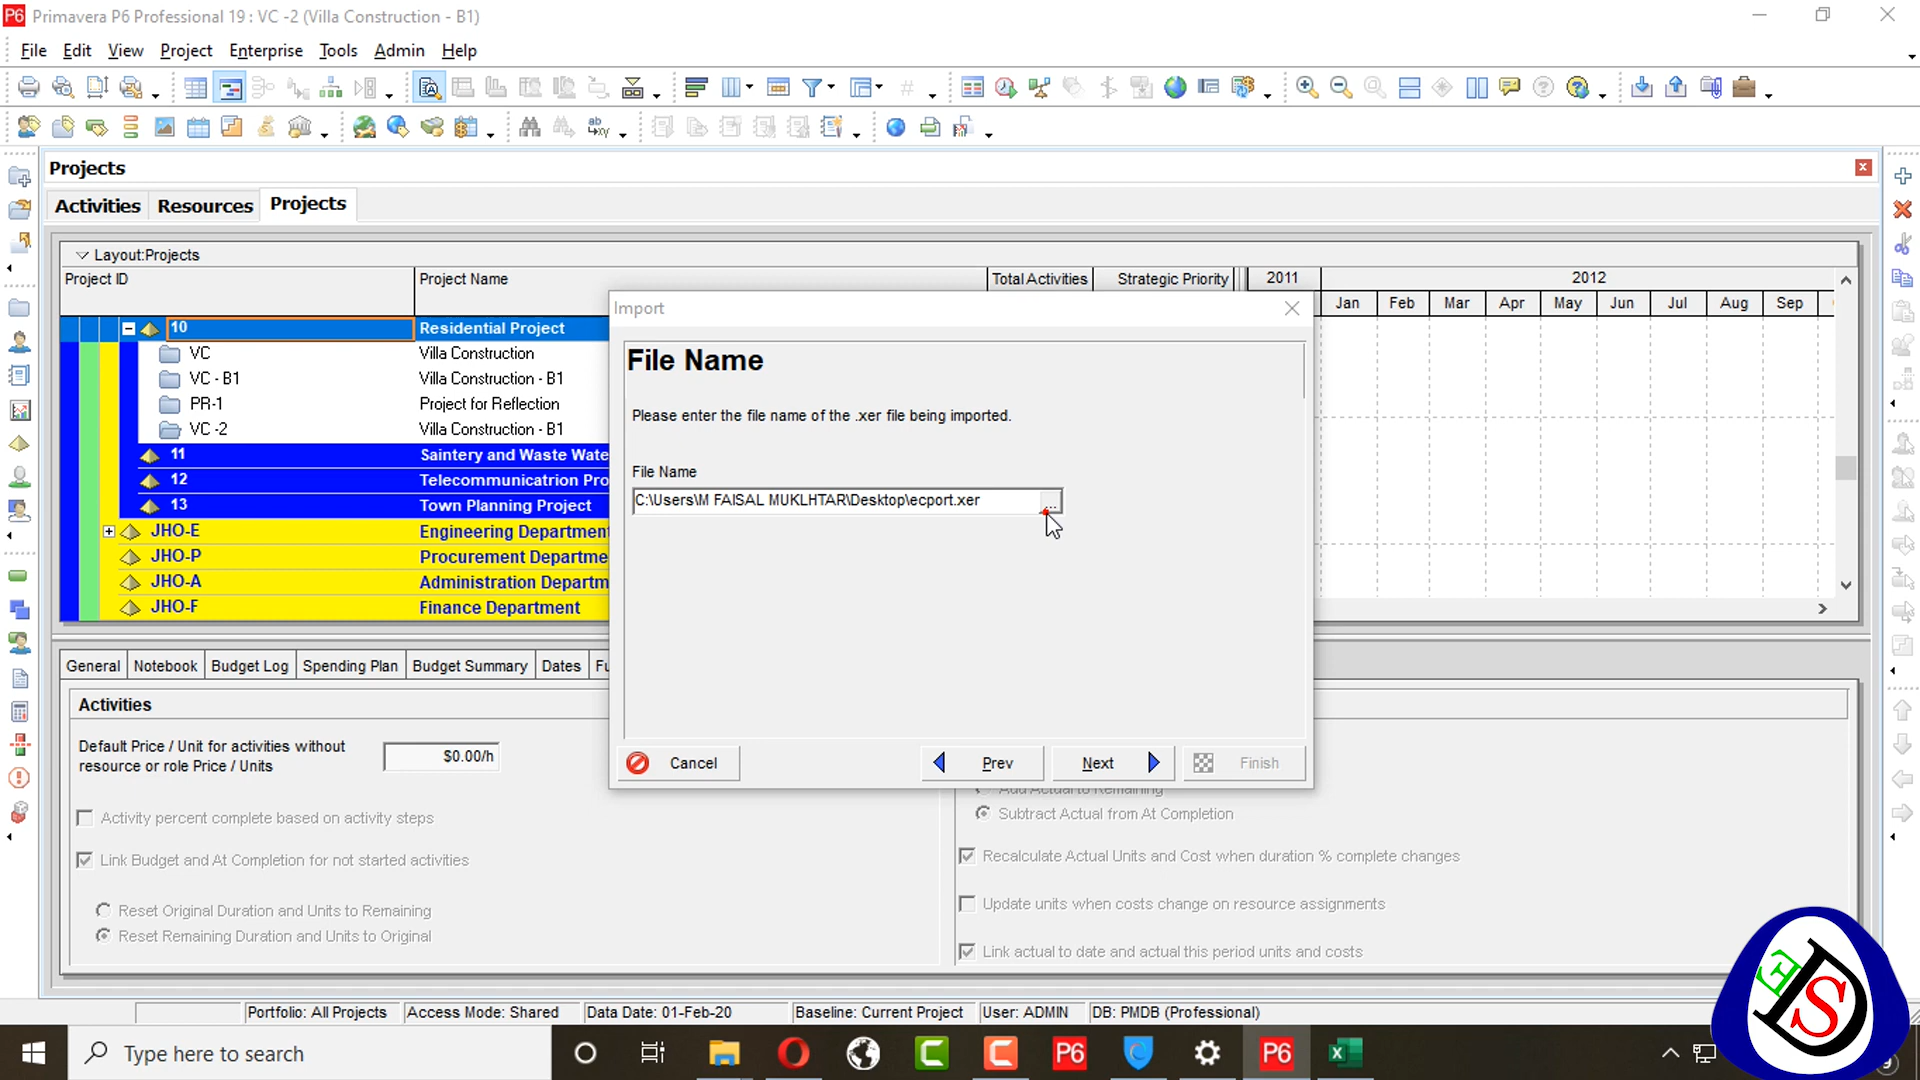 Primavera P6 Professional 19 : VC -2 (Villa Construction - B1)
File Edit View Project Enterprise Tools Admin Help
Projects
Activities Resources Projects
Layout:Projects
Project ID Project Name Total Activities Strategic Priority 2011 2012
Jan Feb Mar Apr May Jun Jul Aug Sep
10 Residential Project
VC Villa Construction
VC - B1 Villa Construction - B1
PR-1 Project for Reflection
VC -2 Villa Construction - B1
11 Saintery and Waste Wate
12 Telecommunicatrion Pro
13 Town Planning Project
JHO-E Engineering Department
JHO-P Procurement Departme
JHO-A Administration Departm
JHO-F Finance Department
Import
File Name
Please enter the file name of the .xer file being imported.
File Name
C:\Users\M FAISAL MUKLHTAR\Desktop\ecport.xer ...
Cancel Prev Next Finish
General Notebook Budget Log Spending Plan Budget Summary Dates Fu
Activities
Default Price / Unit for activities without
resource or role Price / Units
$0.00/h
Activity percent complete based on activity steps
Link Budget and At Completion for not started activities
Reset Original Duration and Units to Remaining
Reset Remaining Duration and Units to Original
Add Actual to Remaining
Subtract Actual from At Completion
Recalculate Actual Units and Cost when duration % complete changes
Update units when costs change on resource assignments
Link actual to date and actual this period units and costs
Portfolio: All Projects Access Mode: Shared Data Date: 01-Feb-20 Baseline: Current Project User: ADMIN DB: PMDB (Professional)
Type here to search
P6 P6